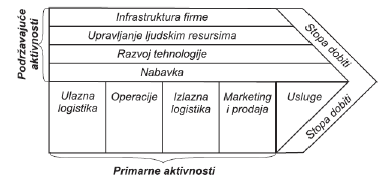 Podržavajuće
aktivnosti
Infrastruktura firme
Upravljanje ljudskim resursima
Razvoj tehnologije
Nabavka
Stopa dobiti
Ulazna
logistika
Operacije
Izlazna
logistika
Marketing
i prodaja
Usluge
Stopa dobiti
Primarne aktivnosti